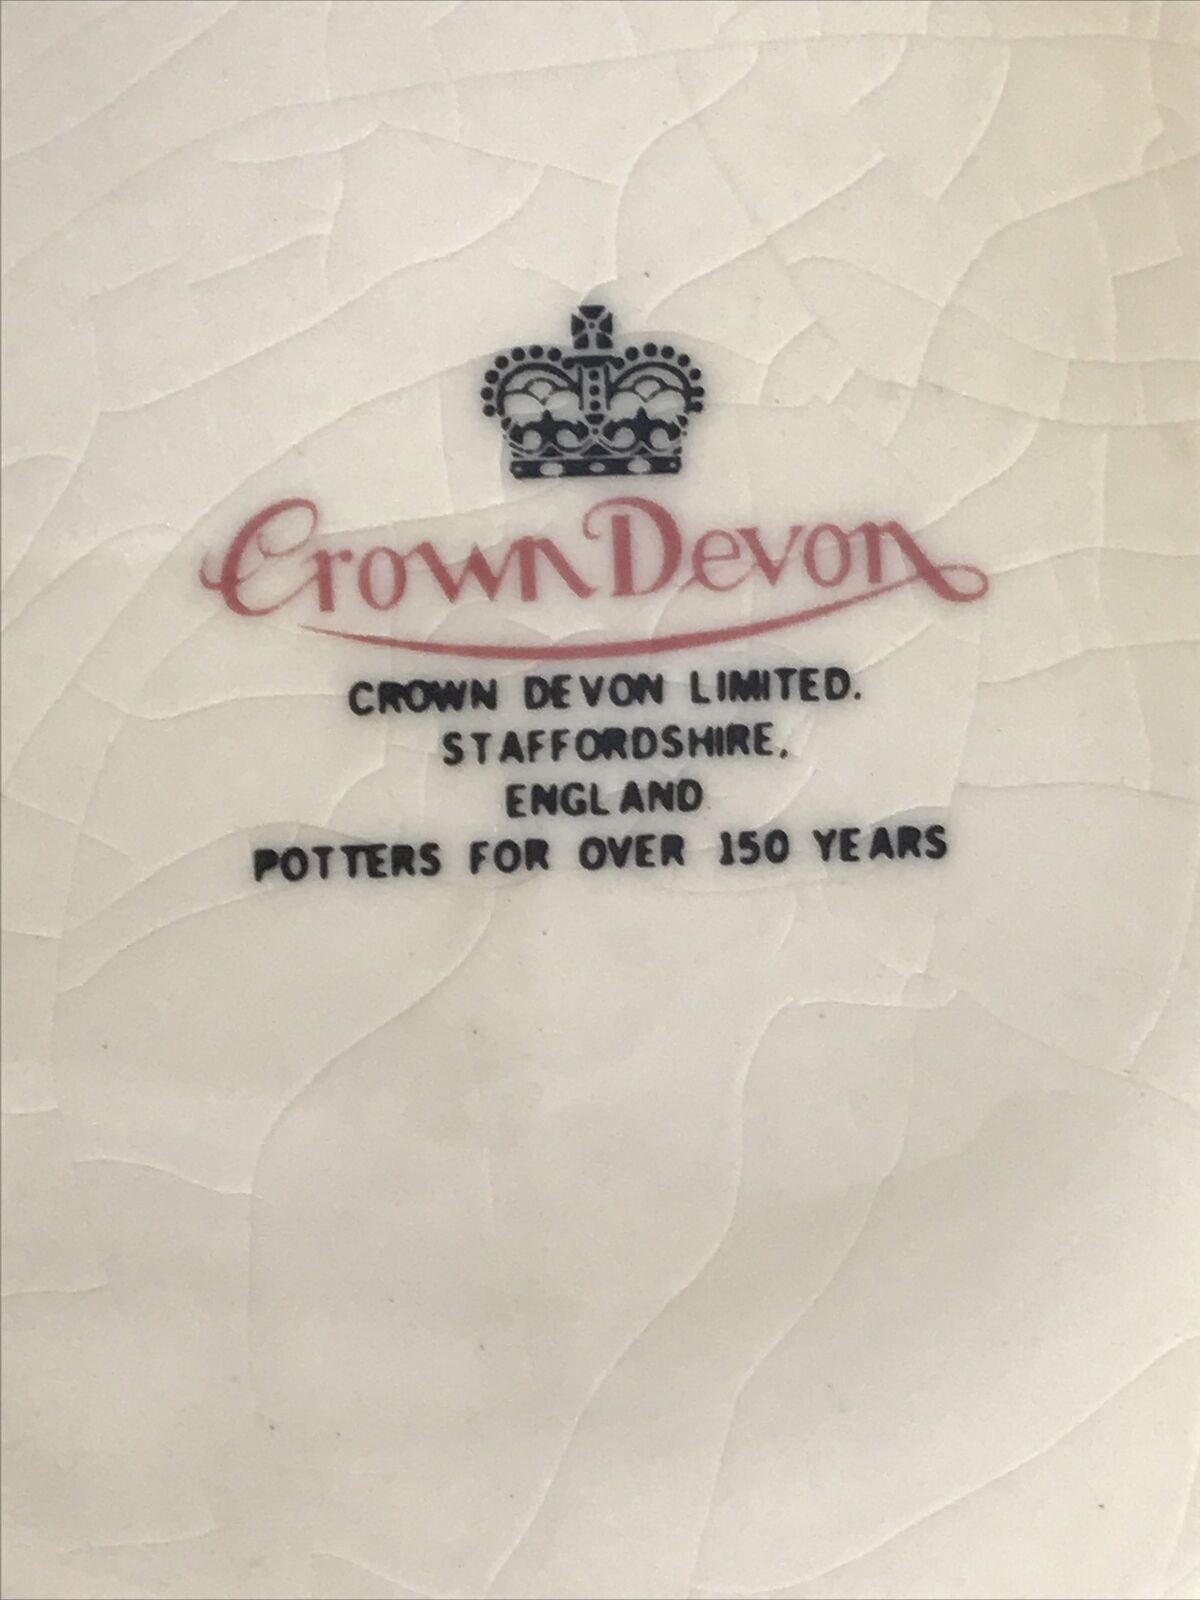 Crown Devon
CROWN DEVON LIMITED.
STAFFORDSHIRE,
ENGLAND
POTTERS FOR OVER 150 YEARS